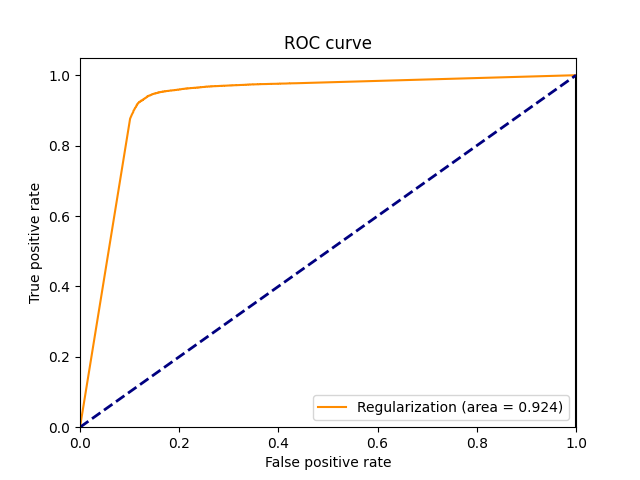 ROC curve
1.0
0.8
0.6
0.4
0.2
0.0
True positive rate
Regularization (area = 0.924)
0.0 0.2 0.4 0.6 0.8 1.0
False positive rate